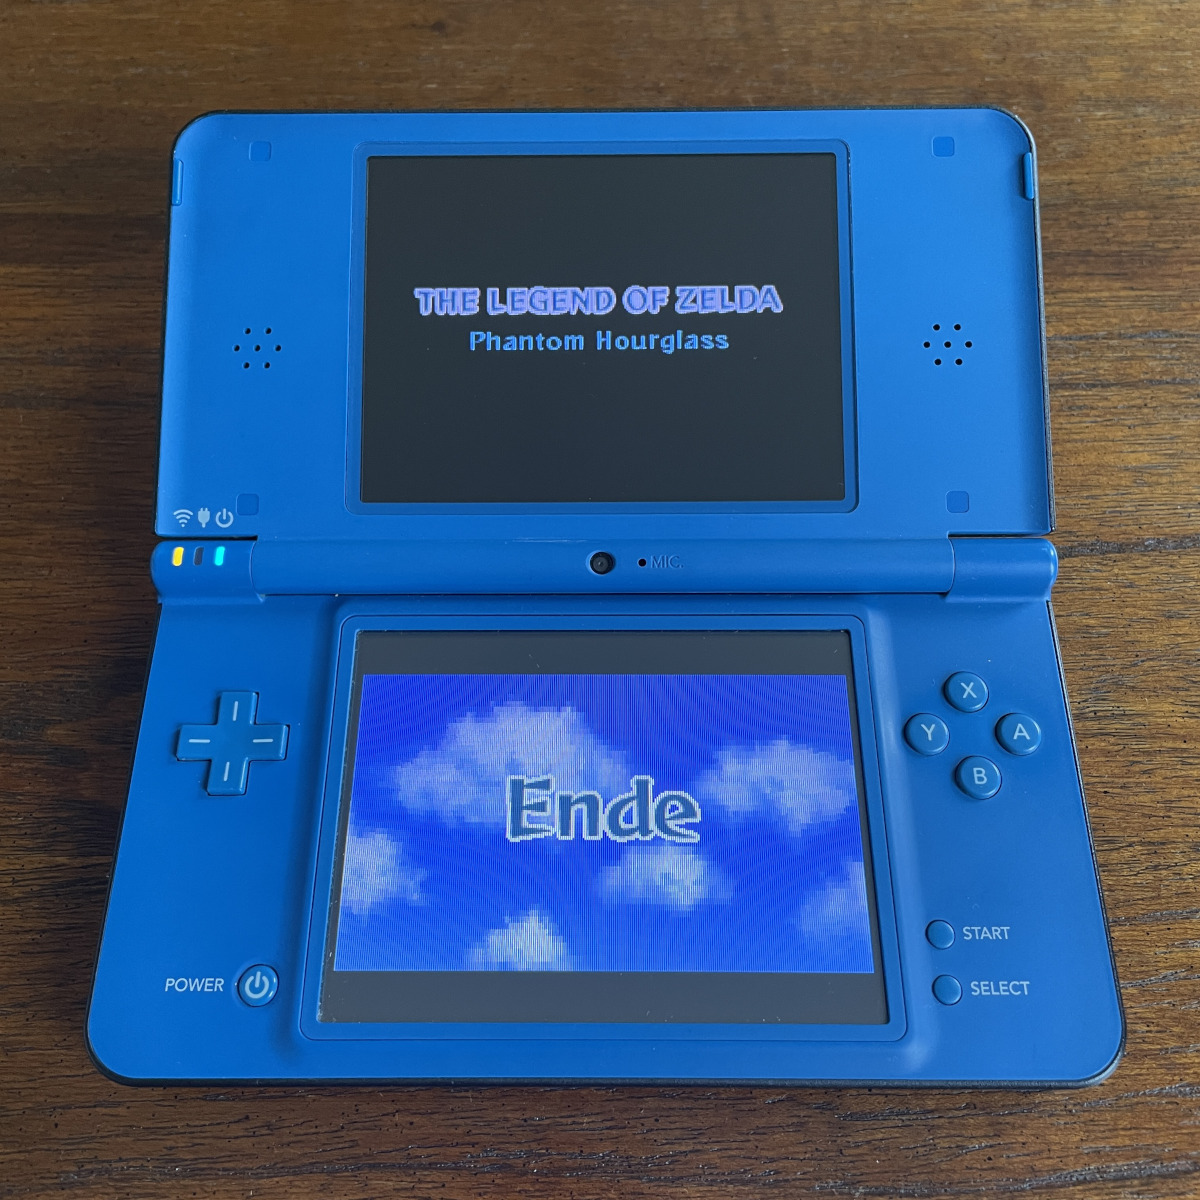 THE LEGEND OF ZELDA
Phantom Hourglass
MIC.
Ende
X
Y
A
B
START
SELECT
POWER